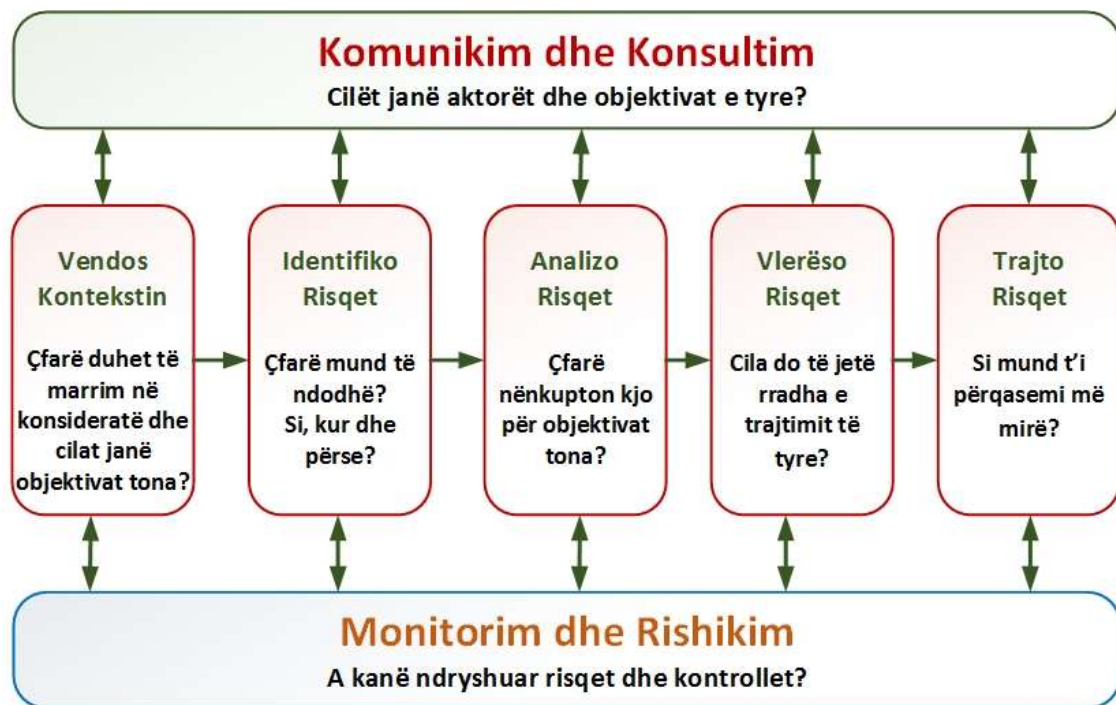 Komunikim dhe Konsultim
Cilët janë aktorët dhe objektivat e tyre?
Vendos
Kontekstin
Çfarë duhet të
marrim në
konsideratë dhe
cilat janë
objektivat tona?
Identifiko
Risqet
Çfarë mund të
ndodhë?
Si, kur dhe
përse?
Analizo
Risqet
Çfarë
nënkupton kjo
për objektivat
tona?
Vlerëso
Risqet
Cila do të jetë
rradha e
trajtimit të
tyre?
Trajto
Risqet
Si mund t’i
përqasemi më
mirë?
Monitorim dhe Rishikim
A kanë ndryshuar risqet dhe kontrollet?